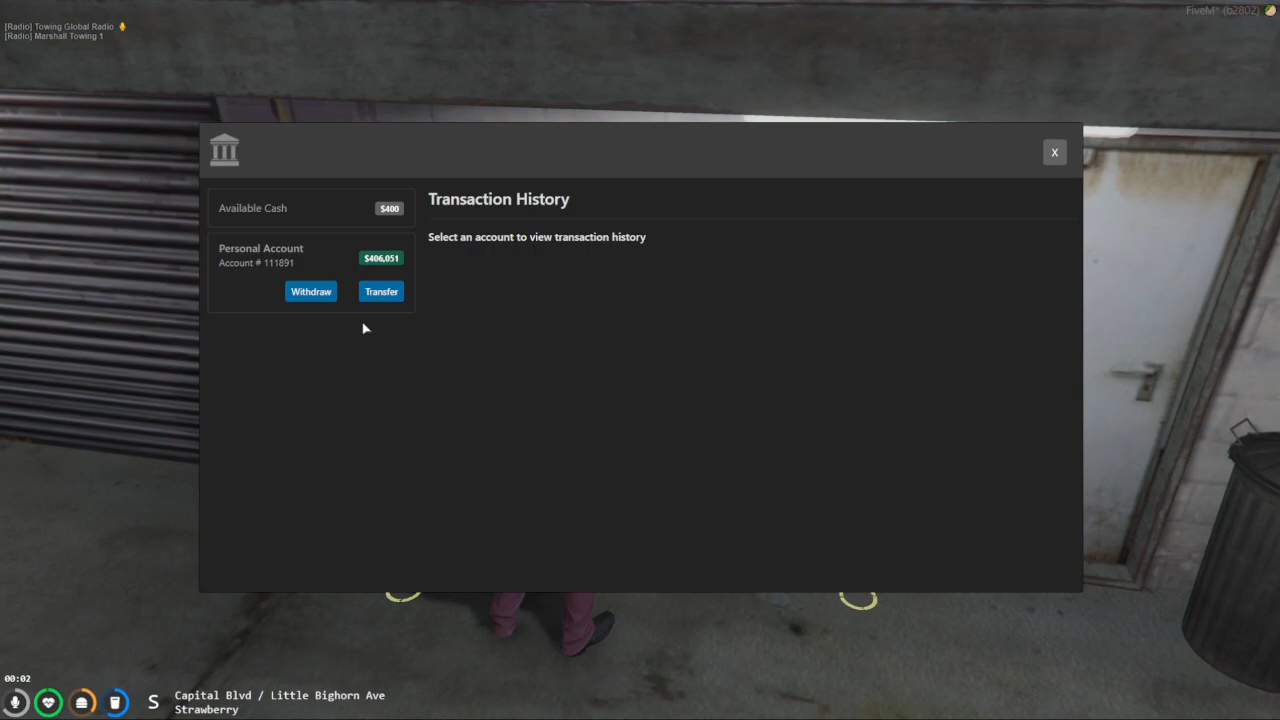 [Radio] Towing Global Radio
[Radio] Marshall Towing 1
FiveM* (b2802)
X
Available Cash
$400
Personal Account
Account # 111891
$406,051
Withdraw
Transfer
Transaction History
Select an account to view transaction history
00:02
S
Capital Blvd / Little Bighorn Ave
Strawberry